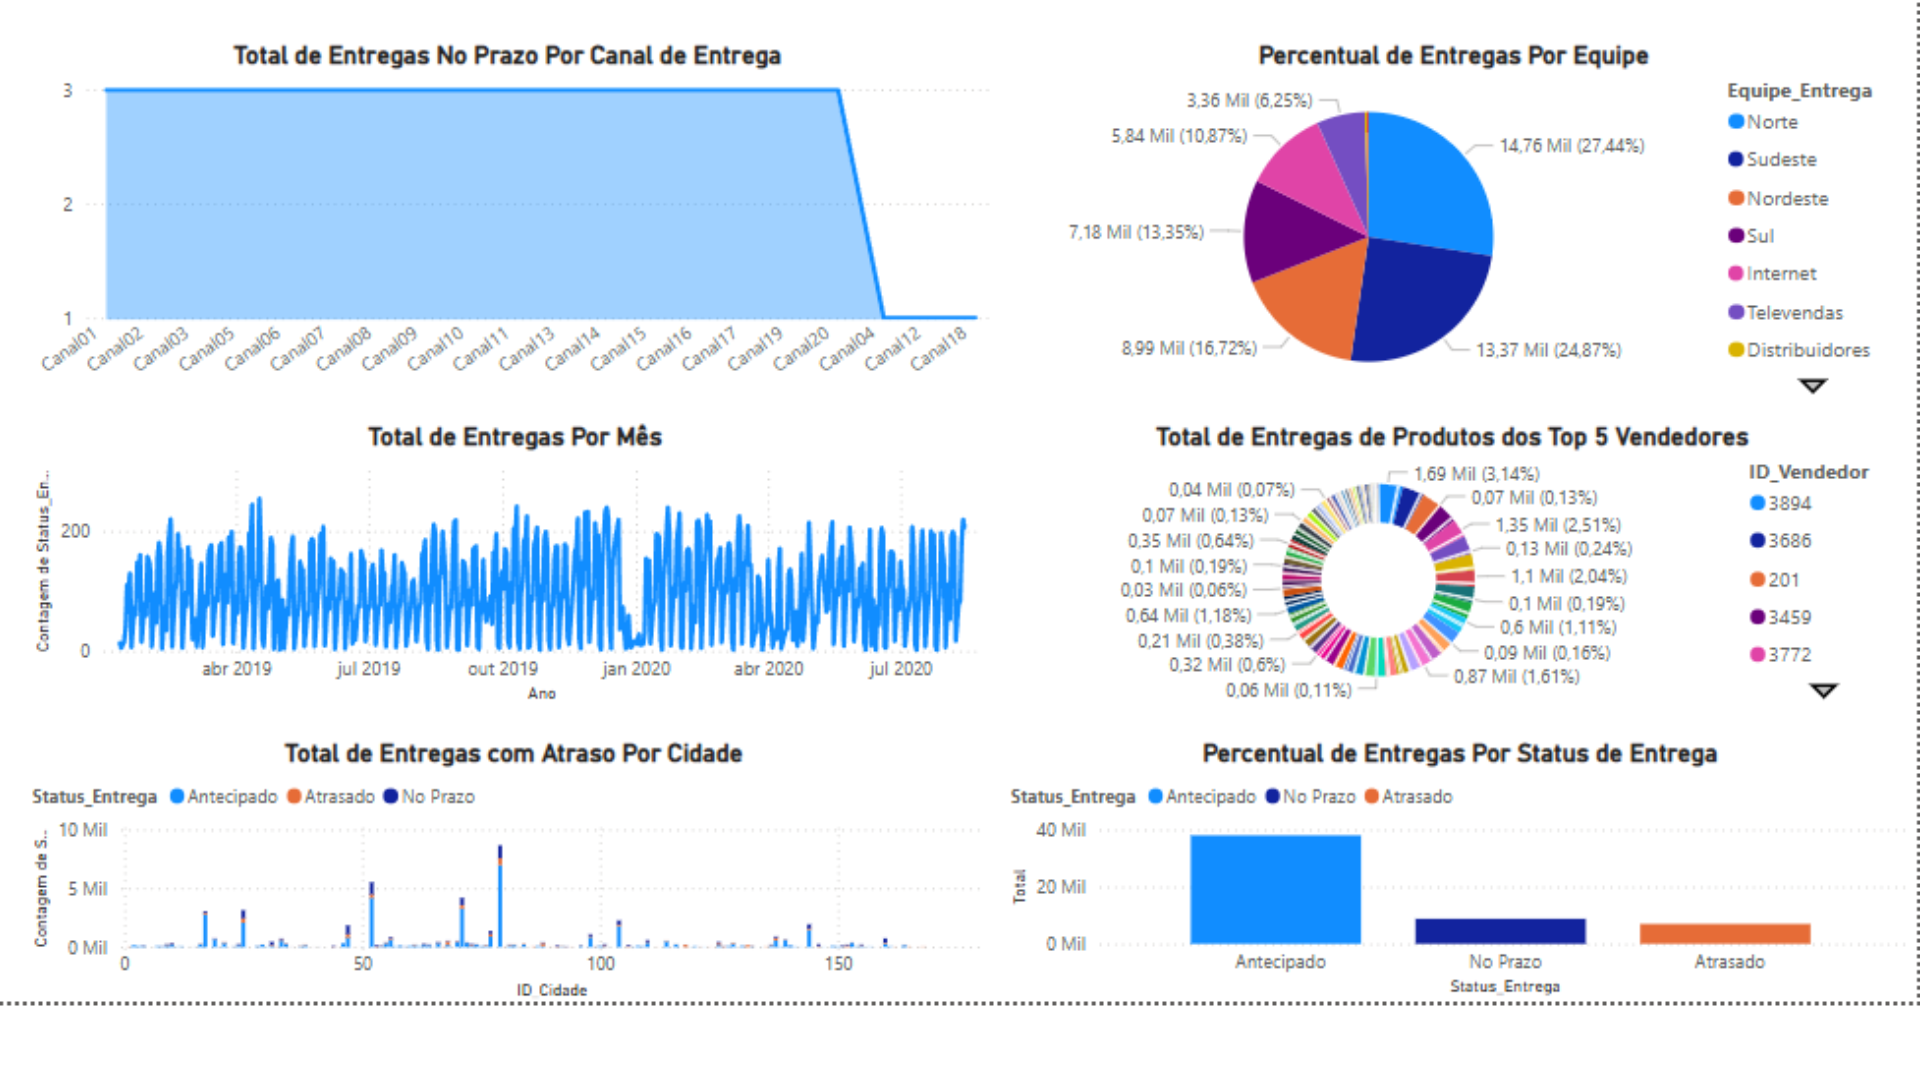 Total de Entregas No Prazo Por Canal de Entrega
3
2
1
Canal01
Canal02
Canal03
Canal05
Canal06
Canal07
Canal08
Canal09
Canal10
Canal11
Canal13
Canal14
Canal15
Canal16
Canal17
Canal19
Canal20
Canal04
Canal12
Canal18
Percentual de Entregas Por Equipe
3,36 Mil (6,25%)
5,84 Mil (10,87%)
7,18 Mil (13,35%)
8,99 Mil (16,72%)
14,76 Mil (27,44%)
13,37 Mil (24,87%)
Equipe_Entrega
Norte
Sudeste
Nordeste
Sul
Internet
Televendas
Distribuidores
Total de Entregas Por Mês
Contagem de Status_En...
200
0
abr 2019
jul 2019
out 2019
jan 2020
abr 2020
jul 2020
Ano
Total de Entregas de Produtos dos Top 5 Vendedores
0,04 Mil (0,07%)
0,07 Mil (0,13%)
0,35 Mil (0,64%)
0,1 Mil (0,19%)
0,03 Mil (0,06%)
0,64 Mil (1,18%)
0,21 Mil (0,38%)
0,32 Mil (0,6%)
0,06 Mil (0,11%)
1,69 Mil (3,14%)
0,07 Mil (0,13%)
1,35 Mil (2,51%)
0,13 Mil (0,24%)
1,1 Mil (2,04%)
0,1 Mil (0,19%)
0,6 Mil (1,11%)
0,09 Mil (0,16%)
0,87 Mil (1,61%)
ID_Vendedor
3894
3686
201
3459
3772
Total de Entregas com Atraso Por Cidade
Status_Entrega Antecipado Atrasado No Prazo
Contagem de S...
10 Mil
5 Mil
0 Mil
0
50
100
150
ID_Cidade
Percentual de Entregas Por Status de Entrega
Status_Entrega Antecipado No Prazo Atrasado
Total
40 Mil
20 Mil
0 Mil
Antecipado
No Prazo
Atrasado
Status_Entrega